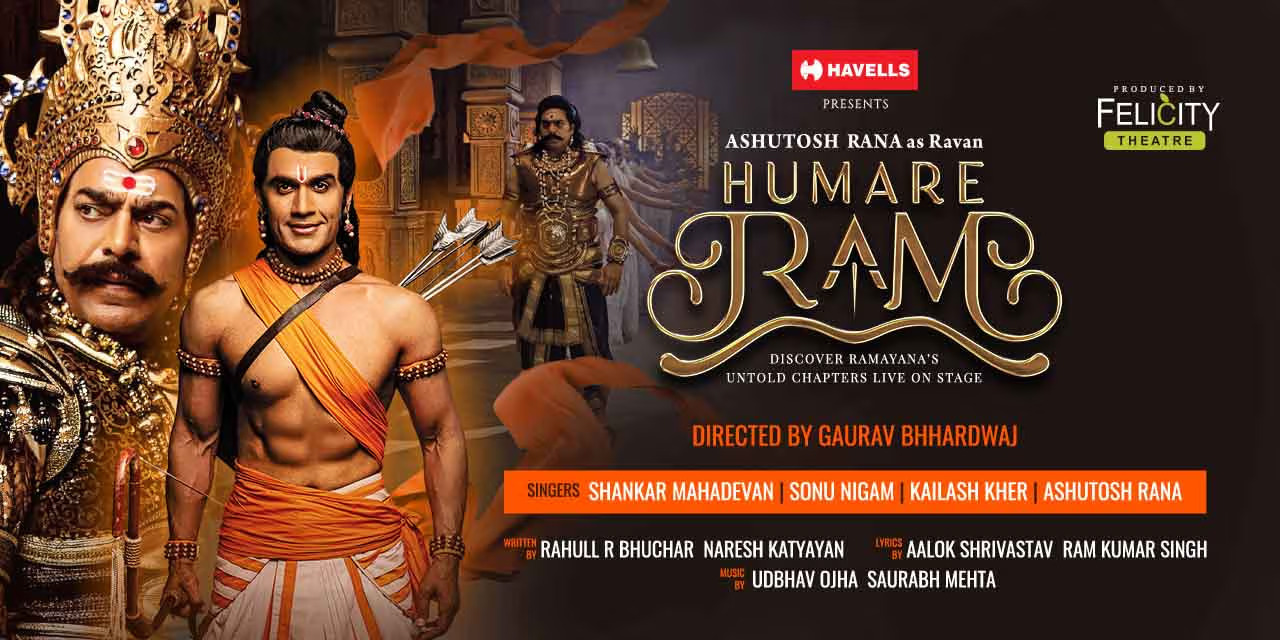 HAVELLS
PRESENTS
PRODUCED BY
FELICITY
THEATRE
ASHUTOSH RANA as Ravan
HUMARE
RAM
DISCOVER RAMAYANA'S
UNTOLD CHAPTERS LIVE ON STAGE
DIRECTED BY GAURAV BHHARDWAJ
SINGERS SHANKAR MAHADEVAN | SONU NIGAM | KAILASH KHER | ASHUTOSH RANA
WRITTEN BY RAHULL R BHUCHAR NARESH KATYAYAN LYRICS BY AALOK SHRIVASTAV RAM KUMAR SINGH
MUSIC BY UDBHAV OJHA SAURABH MEHTA